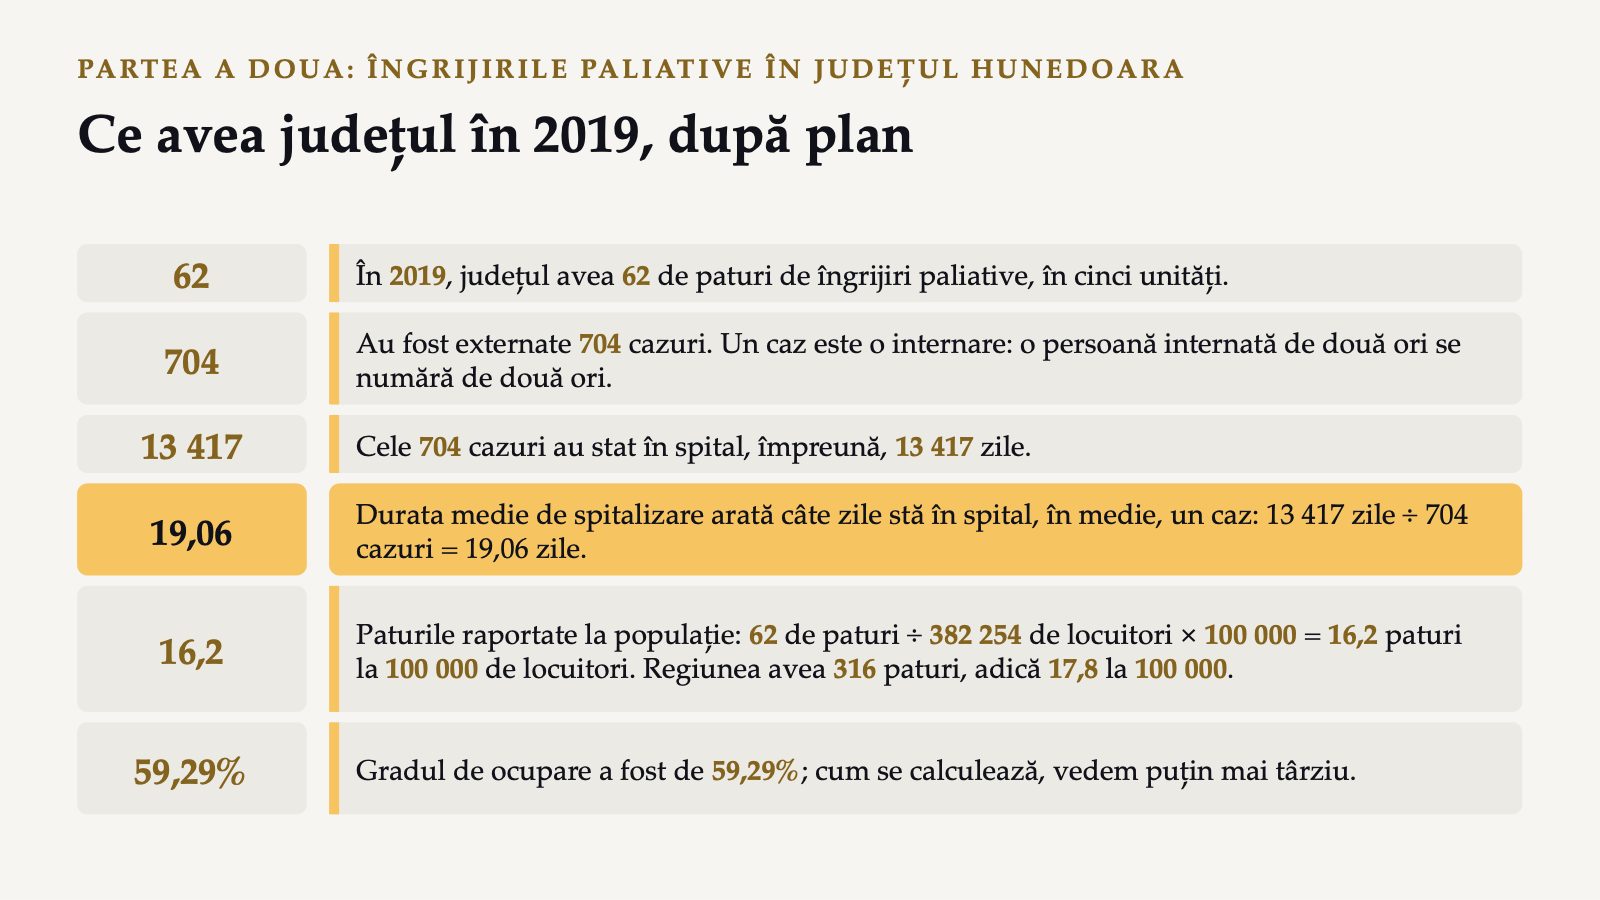 PARTEA A DOUA: ÎNGRIJIRILE PALIATIVE ÎN JUDEȚUL HUNEDOARA
Ce avea județul în 2019, după plan
62
În 2019, județul avea 62 de paturi de îngrijiri paliative, în cinci unități.
704
Au fost externate 704 cazuri. Un caz este o internare: o persoană internată de două ori se
numără de două ori.
13 417
Cele 704 cazuri au stat în spital, împreună, 13 417 zile.
19,06
Durata medie de spitalizare arată câte zile stă în spital, în medie, un caz: 13 417 zile ÷ 704
cazuri = 19,06 zile.
16,2
Paturile raportate la populație: 62 de paturi ÷ 382 254 de locuitori × 100 000 = 16,2 paturi
la 100 000 de locuitori. Regiunea avea 316 paturi, adică 17,8 la 100 000.
59,29%
Gradul de ocupare a fost de 59,29%; cum se calculează, vedem puțin mai târziu.